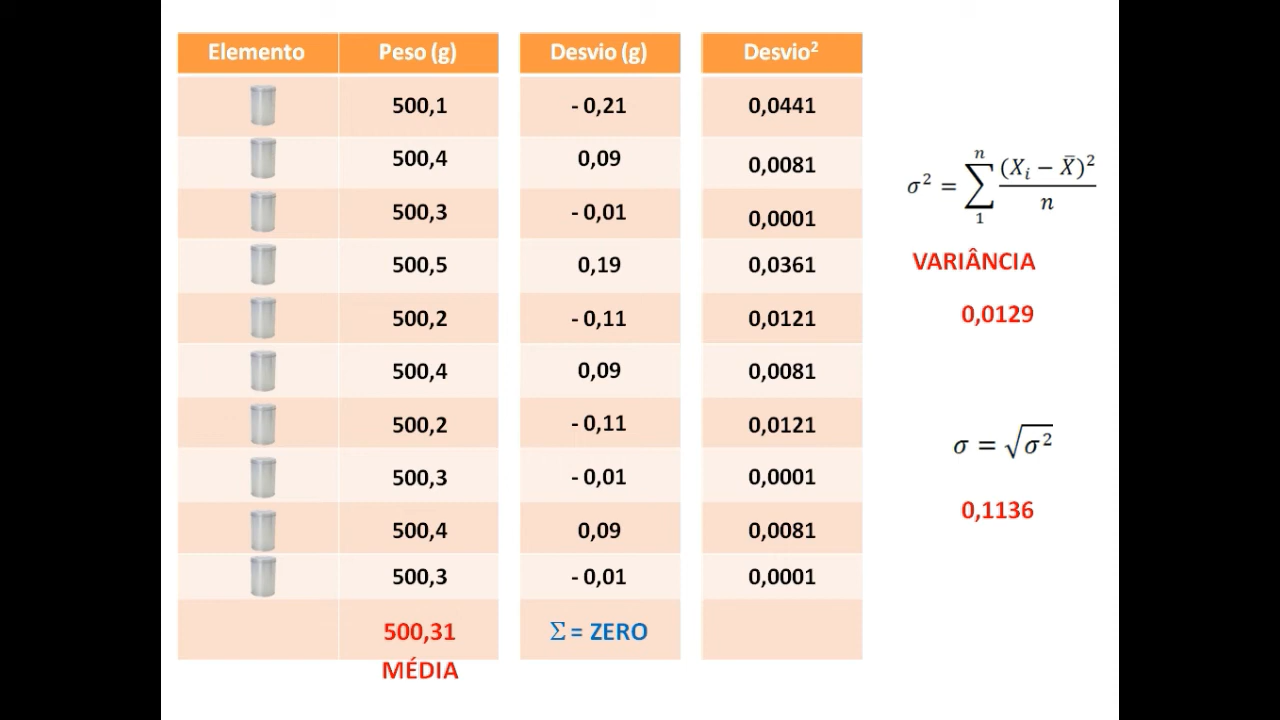 Elemento Peso (g) Desvio (g) Desvio²
500,1 - 0,21 0,0441
500,4 0,09 0,0081
500,3 - 0,01 0,0001
500,5 0,19 0,0361
500,2 - 0,11 0,0121
500,4 0,09 0,0081
500,2 - 0,11 0,0121
500,3 - 0,01 0,0001
500,4 0,09 0,0081
500,3 - 0,01 0,0001
500,31 Σ = ZERO
MÉDIA
σ² = ∑₁ⁿ (Xᵢ − X̄)² / n
VARIÂNCIA
0,0129
σ = √σ²
0,1136